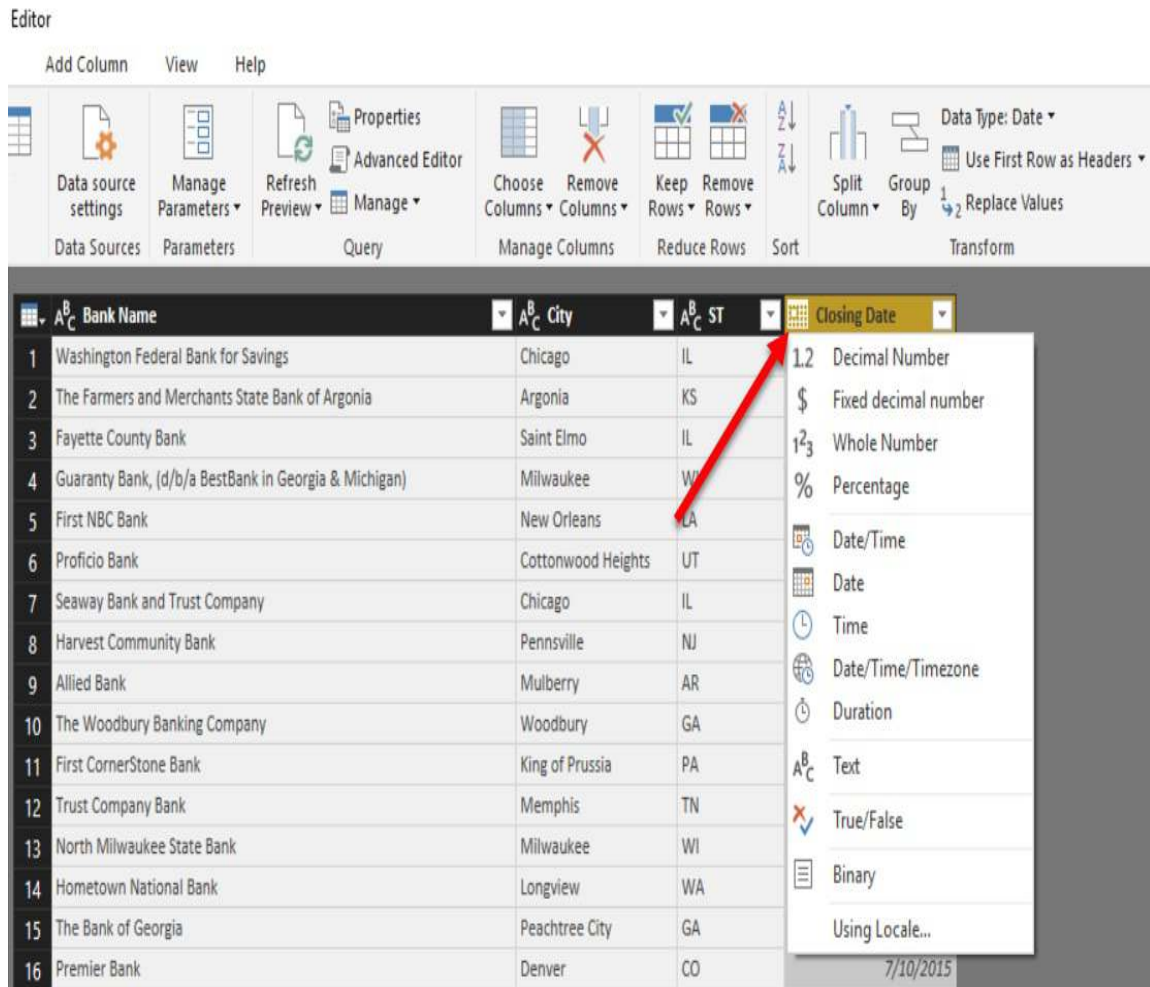 Editor
Add Column View Help
Data source settings
Manage Parameters
Refresh Preview
Properties
Advanced Editor
Manage
Choose Columns
Remove Columns
Keep Rows
Remove Rows
A Z
Z A
Split Column
Group By
Data Type: Date
Use First Row as Headers
1 2 Replace Values
Data Sources Parameters Query Manage Columns Reduce Rows Sort Transform
ABC Bank Name ABC City ABC ST Closing Date
1 Washington Federal Bank for Savings Chicago IL
2 The Farmers and Merchants State Bank of Argonia Argonia KS
3 Fayette County Bank Saint Elmo IL
4 Guaranty Bank, (d/b/a BestBank in Georgia & Michigan) Milwaukee WI
5 First NBC Bank New Orleans LA
6 Proficio Bank Cottonwood Heights UT
7 Seaway Bank and Trust Company Chicago IL
8 Harvest Community Bank Pennsville NJ
9 Allied Bank Mulberry AR
10 The Woodbury Banking Company Woodbury GA
11 First CornerStone Bank King of Prussia PA
12 Trust Company Bank Memphis TN
13 North Milwaukee State Bank Milwaukee WI
14 Hometown National Bank Longview WA
15 The Bank of Georgia Peachtree City GA
16 Premier Bank Denver CO 7/10/2015
1.2 Decimal Number
$ Fixed decimal number
123 Whole Number
% Percentage
Date/Time
Date
Time
Date/Time/Timezone
Duration
ABC Text
True/False
Binary
Using Locale...